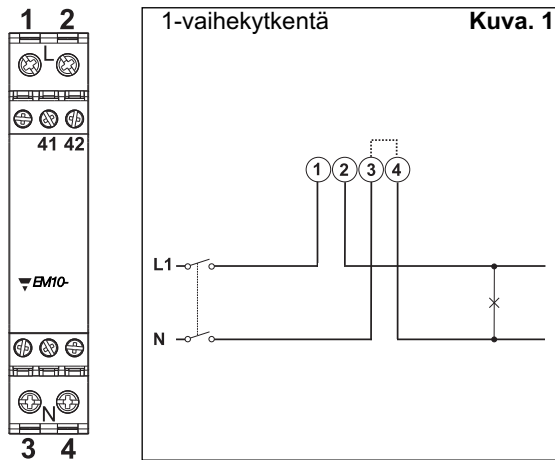 1 2
L
41 42
EM10-
N
3 4
1-vaihekytkentä Kuva. 1
1 2 3 4
L1
N